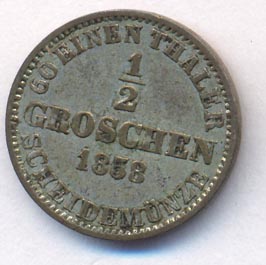 60 EINEN THALER
1/2
GROSCHEN
1858
SCHEIDEMÜNZE